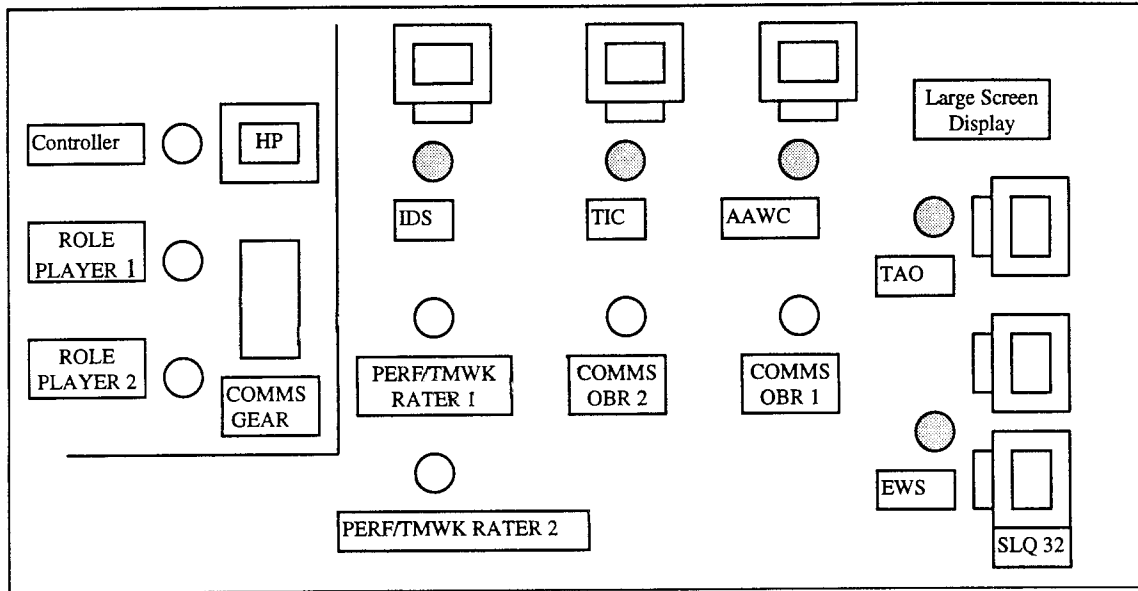 Controller
HP
ROLE
PLAYER 1
ROLE
PLAYER 2
COMMS
GEAR
IDS
TIC
AAWC
Large Screen
Display
TAO
PERF/TMWK
RATER 1
COMMS
OBR 2
COMMS
OBR 1
EWS
PERF/TMWK RATER 2
SLQ 32